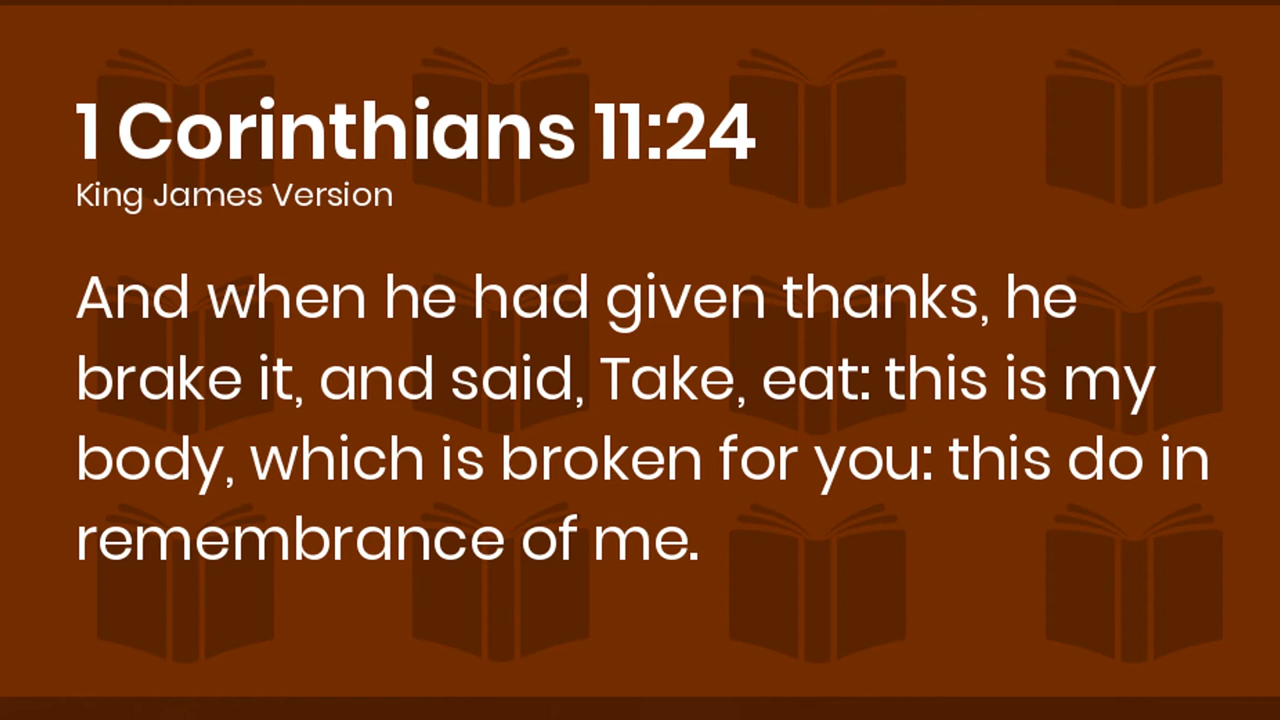 1 Corinthians 11:24
King James Version
And when he had given thanks, he
brake it, and said, Take, eat: this is my
body, which is broken for you: this do in
remembrance of me.